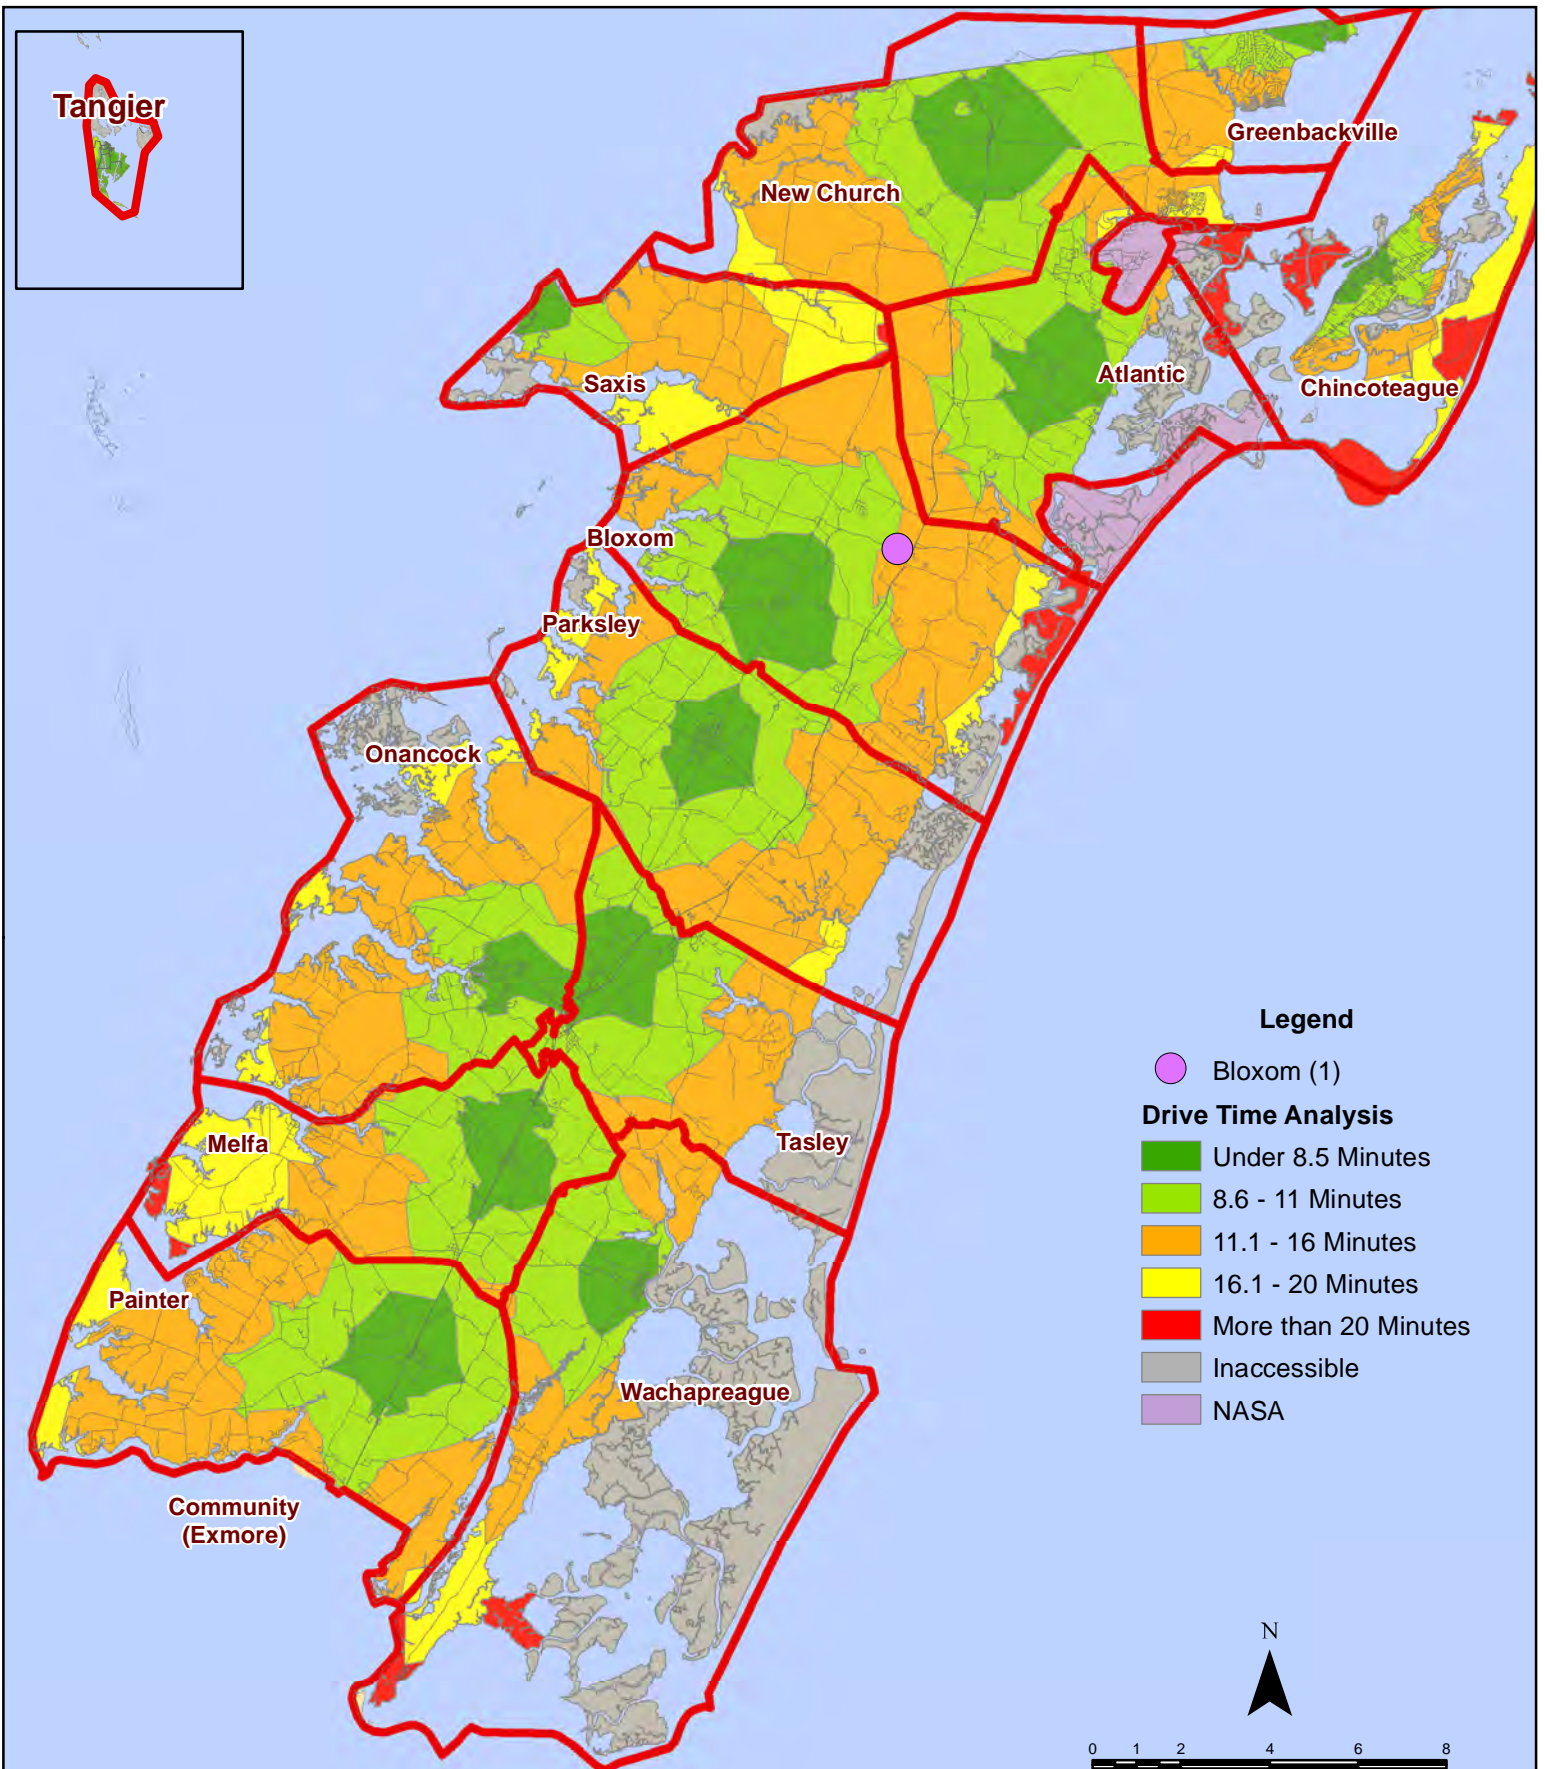 Tangier
Greenbackville
New Church
Atlantic
Saxis
Chincoteague
Bloxom
Parksley
Onancock
Legend
Bloxom (1)
Drive Time Analysis
Under 8.5 Minutes
8.6 - 11 Minutes
11.1 - 16 Minutes
16.1 - 20 Minutes
More than 20 Minutes
Inaccessible
NASA
Melfa
Tasley
Painter
Wachapreague
Community
(Exmore)
N
0 1 2 4 6 8